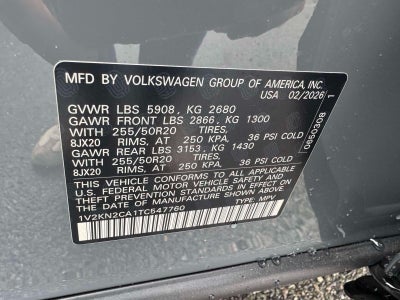 MFD. BY VOLKSWAGEN GROUP OF AMERICA, INC.
USA 02/2026
GVWR LBS 5908, KG 2680
GAWR FRONT LBS 2866, KG 1300
WITH 255/50R20 TIRES,
8JX20 RIMS, AT 250 KPA, 36 PSI COLD
GAWR REAR LBS 3153, KG 1430
WITH 255/50R20 TIRES,
8JX20 RIMS, AT 250 KPA, 36 PSI COLD
THIS MOTOR VEHICLE CONFORMS TO ALL APPLICABLE
U.S. FEDERAL MOTOR VEHICLE SAFETY STANDARDS IN EFFECT ON
THE DATE OF MANUFACTURE SHOWN ABOVE.
1V2KN2CA1TC547760 TYPE: MPV